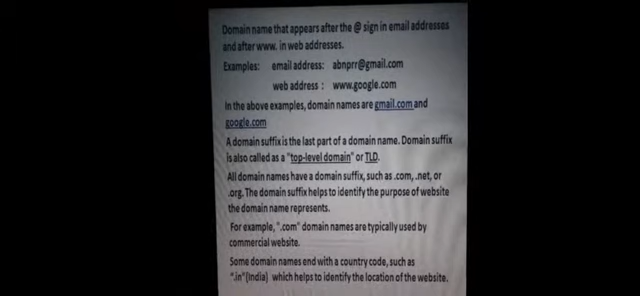 Domain name that appears after the @ sign in email addresses
and after www. in web addresses.
Examples: email address: abnprr@gmail.com
web address : www.google.com
In the above examples, domain names are gmail.com and
google.com
A domain suffix is the last part of a domain name. Domain suffix
is also called as a "top-level domain" or TLD.
All domain names have a domain suffix, such as .com, .net, or
.org. The domain suffix helps to identify the purpose of website
the domain name represents.
For example, ".com" domain names are typically used by
commercial website.
Some domain names end with a country code, such as
".in"(India) which helps to identify the location of the website.